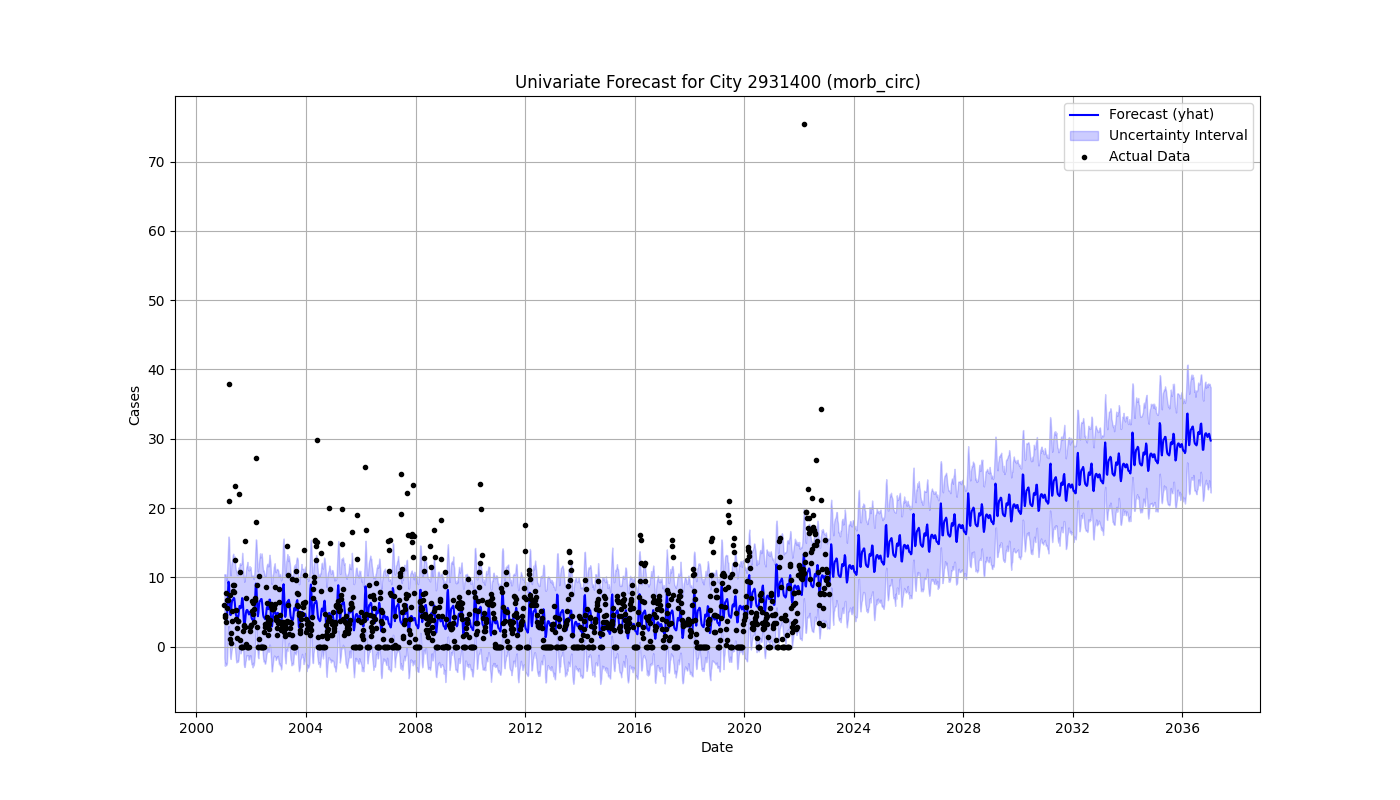 Univariate Forecast for City 2931400 (morb_circ)
Forecast (yhat)
Uncertainty Interval
Actual Data
Cases
70
60
50
40
30
20
10
0
2000 2004 2008 2012 2016 2020 2024 2028 2032 2036
Date